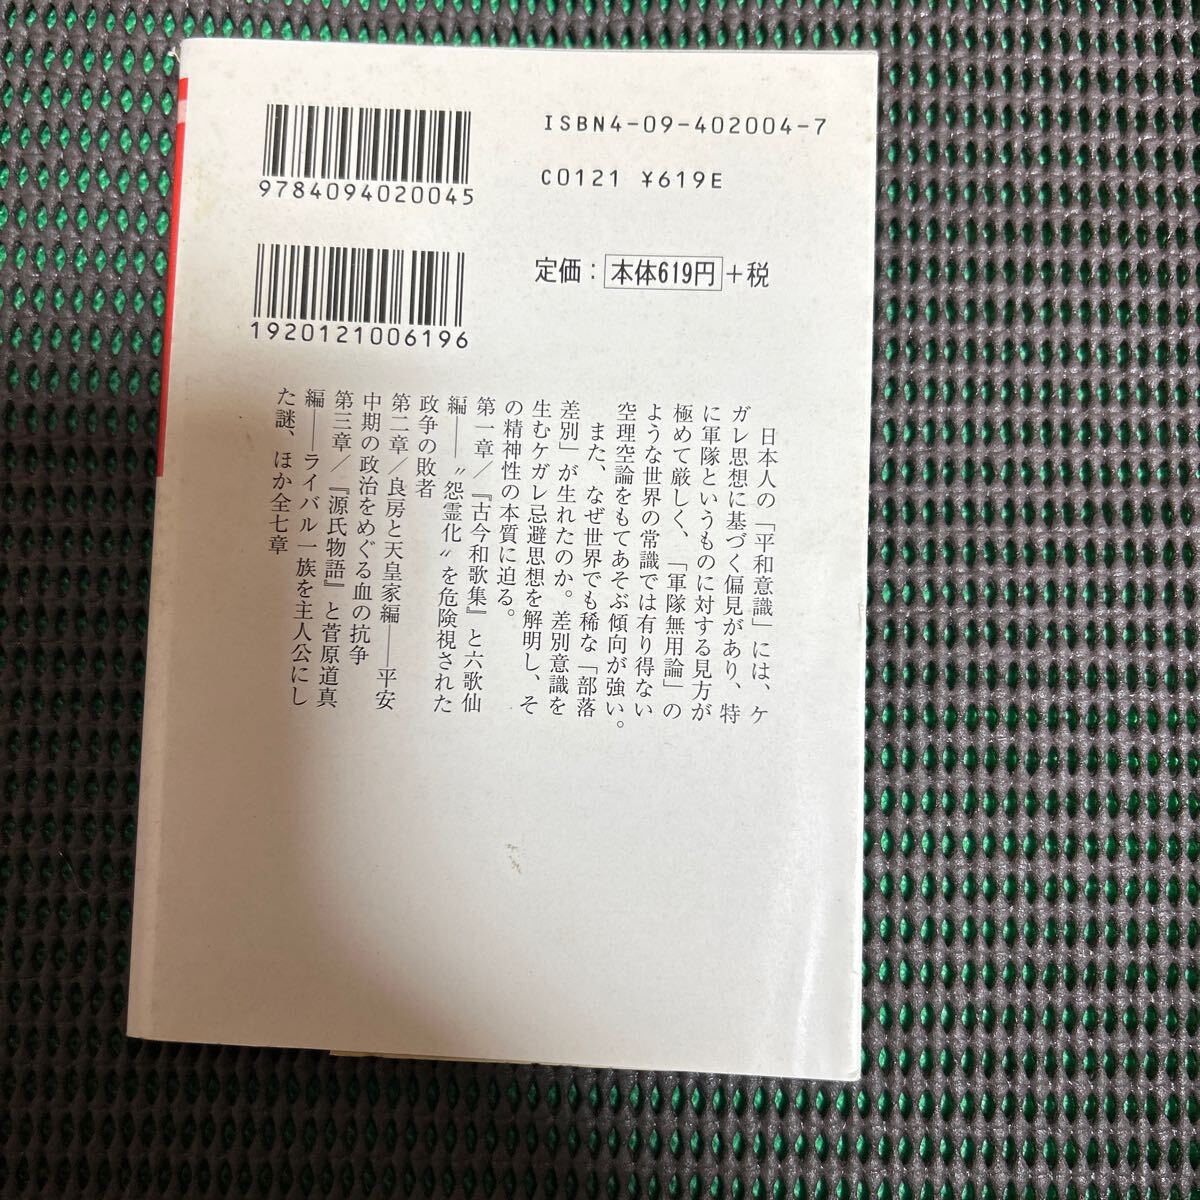 ISBN4-09-402004-7
C0121 ¥619E
9784094020045
定価：本体619円＋税
1920121006196
日本人の「平和意識」には、ケ
ガレ思想に基づく偏見があり、特
に軍隊というものに対する見方が
極めて厳しく、「軍隊無用論」の
ような世界の常識では有り得ない
空理空論をもてあそぶ傾向が強い。
また、なぜ世界でも稀な「部落
差別」が生れたのか。差別意識を
生むケガレ忌避思想を解明し、そ
の精神性の本質に迫る。
第一章／『古今和歌集』と六歌仙
編──〝怨霊化〟を危険視された
政争の敗者
第二章／良房と天皇家編──平安
中期の政治をめぐる血の抗争
第三章／『源氏物語』と菅原道真
編──ライバル一族を主人公にし
た謎、ほか全七章